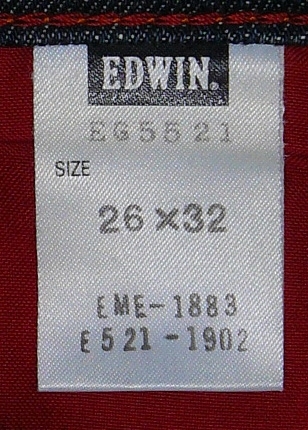 EDWIN.
EG5521
SIZE
26×32
EME-1883
E521-1902